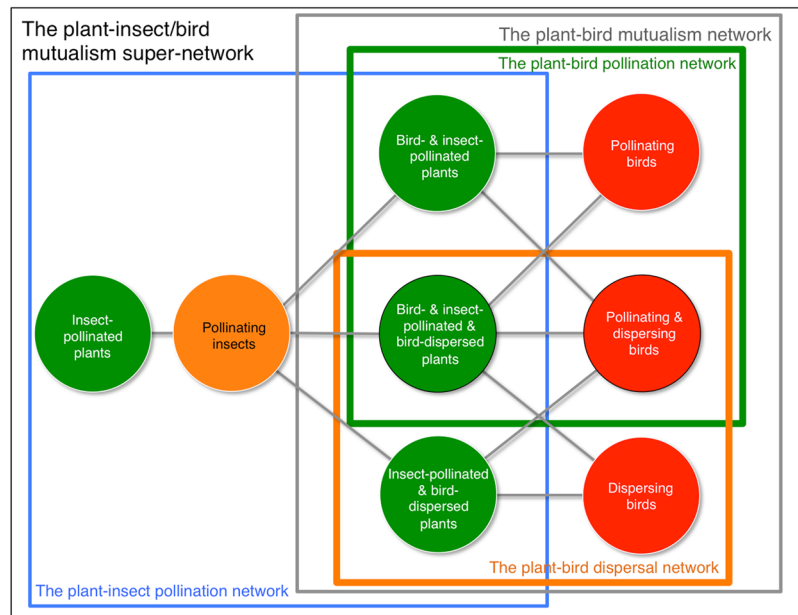 The plant-insect/bird
mutualism super-network
The plant-bird mutualism network
The plant-bird pollination network
Bird- & insect-
pollinated
plants
Pollinating
birds
Insect-
pollinated
plants
Pollinating
insects
Bird- & insect-
pollinated &
bird-dispersed
plants
Pollinating &
dispersing
birds
Insect-pollinated
& bird-
dispersed
plants
Dispersing
birds
The plant-bird dispersal network
The plant-insect pollination network